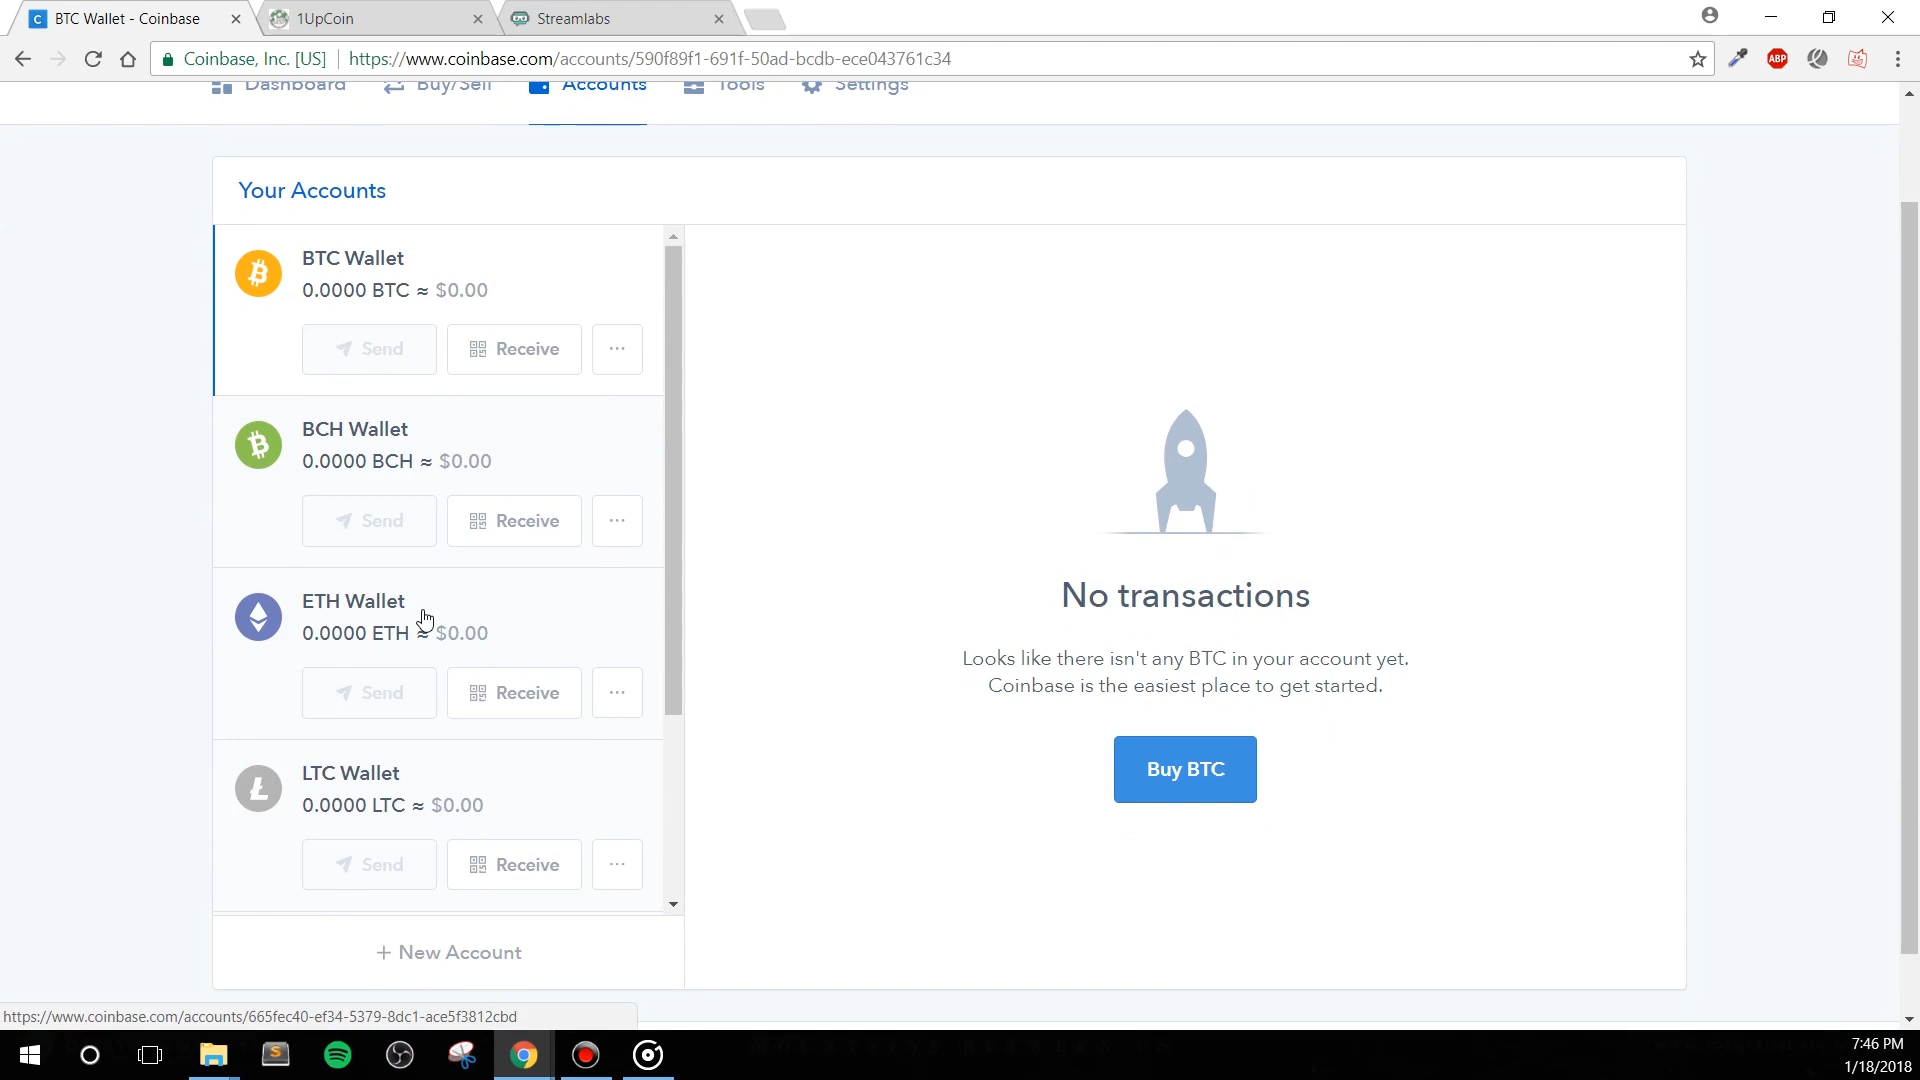 BTC Wallet - Coinbase
1UpCoin
Streamlabs
Coinbase, Inc. [US] https://www.coinbase.com/accounts/590f89f1-691f-50ad-bcdb-ece043761c34
ABP
Dashboard Buy/Sell Accounts Tools Settings
Your Accounts
BTC Wallet
0.0000 BTC ≈ $0.00
Send Receive ...
BCH Wallet
0.0000 BCH ≈ $0.00
Send Receive ...
ETH Wallet
0.0000 ETH ≈ $0.00
Send Receive ...
LTC Wallet
0.0000 LTC ≈ $0.00
Send Receive ...
+ New Account
No transactions
Looks like there isn't any BTC in your account yet.
Coinbase is the easiest place to get started.
Buy BTC
https://www.coinbase.com/accounts/665fec40-ef34-5379-8dc1-ace5f3812cbd
7:46 PM
1/18/2018